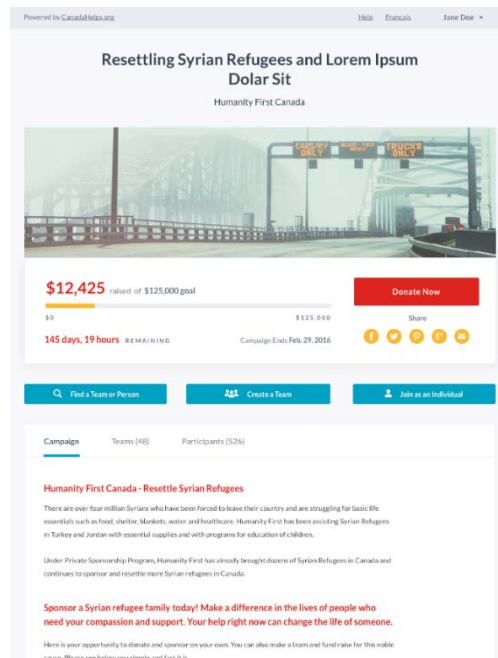 Powered by CanadaHelps.org
Help Français Jane Doe
Resettling Syrian Refugees and Lorem Ipsum
Dolar Sit
Humanity First Canada
CARS/RV ONLY
TRUCKS ONLY
$12,425 raised of $125,000 goal
$0 $125,000
145 days, 19 hours REMAINING Campaign Ends Feb. 29, 2016
Donate Now
Share
Find a Team or Person
Create a Team
Join as an Individual
Campaign Teams (48) Participants (526)
Humanity First Canada - Resettle Syrian Refugees
There are over four million Syrians who have been forced to leave their country and are struggling for basic life
essentials such as food, shelter, blankets, water and healthcare. Humanity First has been assisting Syrian Refugees
in Turkey and Jordan with essential supplies and with programs for education of children.
Under Private Sponsorship Program, Humanity First has already brought dozens of Syrian Refugees in Canada and
continues to sponsor and resettle more Syrian refugees in Canada.
Sponsor a Syrian refugee family today! Make a difference in the lives of people who
need your compassion and support. Your help right now can change the life of someone.
Here is your opportunity to donate and sponsor on your own. You can also make a team and fund raise for this noble